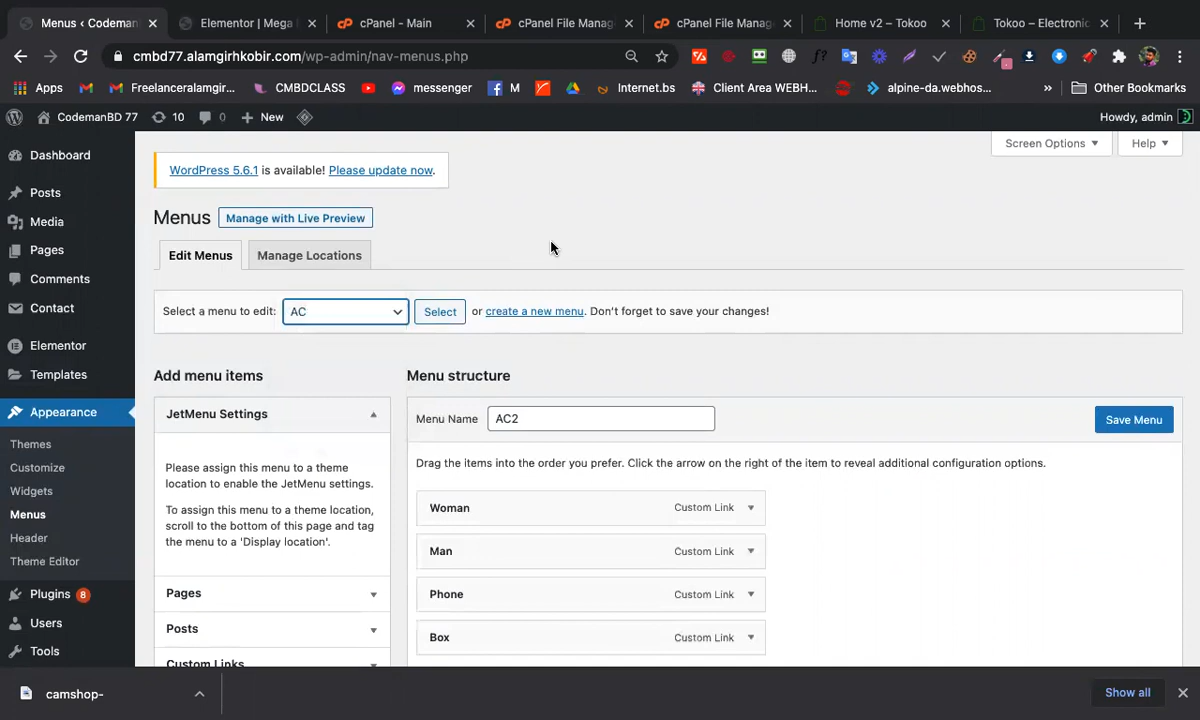 Menus ‹ Codeman
Elementor | Mega
cPanel - Main
cPanel File Manag
cPanel File Manag
Home v2 – Tokoo
Tokoo – Electronic
cmbd77.alamgirhkobir.com/wp-admin/nav-menus.php
Apps
Freelanceralamgir...
CMBDCLASS
messenger
M
Internet.bs
Client Area WEBH...
alpine-da.webhos...
»
Other Bookmarks
CodemanBD 77
10
0
New
Howdy, admin
Dashboard
Posts
Media
Pages
Comments
Contact
Elementor
Templates
Appearance
Themes
Customize
Widgets
Menus
Header
Theme Editor
Plugins 8
Users
Tools
Screen Options
Help
WordPress 5.6.1 is available! Please update now.
Menus
Manage with Live Preview
Edit Menus
Manage Locations
Select a menu to edit:
AC
Select
or create a new menu. Don't forget to save your changes!
Add menu items
JetMenu Settings
Please assign this menu to a theme
location to enable the JetMenu settings.
To assign this menu to a theme location,
scroll to the bottom of this page and tag
the menu to a 'Display location'.
Pages
Posts
Custom Links
Menu structure
Menu Name
AC2
Save Menu
Drag the items into the order you prefer. Click the arrow on the right of the item to reveal additional configuration options.
Woman Custom Link
Man Custom Link
Phone Custom Link
Box Custom Link
camshop-
Show all